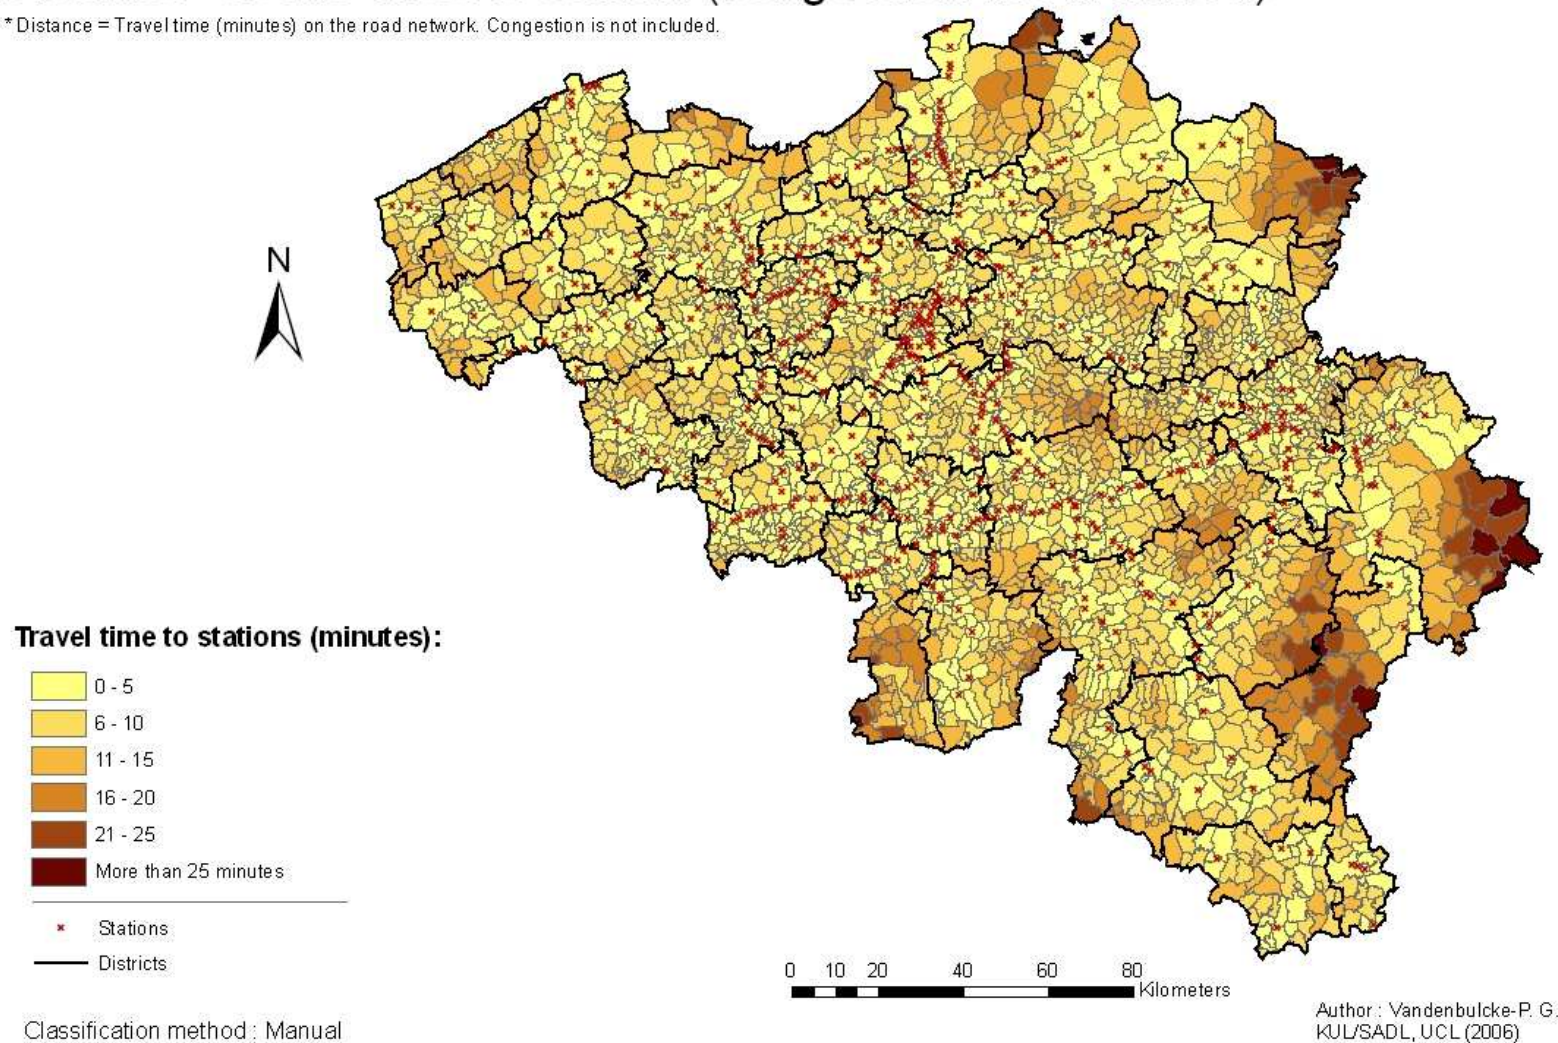 * Distance = Travel time (minutes) on the road network. Congestion is not included.
N
Travel time to stations (minutes):
0 - 5
6 - 10
11 - 15
16 - 20
21 - 25
More than 25 minutes
Stations
Districts
0 10 20 40 60 80
Kilometers
Classification method : Manual
Author : Vandenbulcke-P. G.
KUL/SADL, UCL (2006)